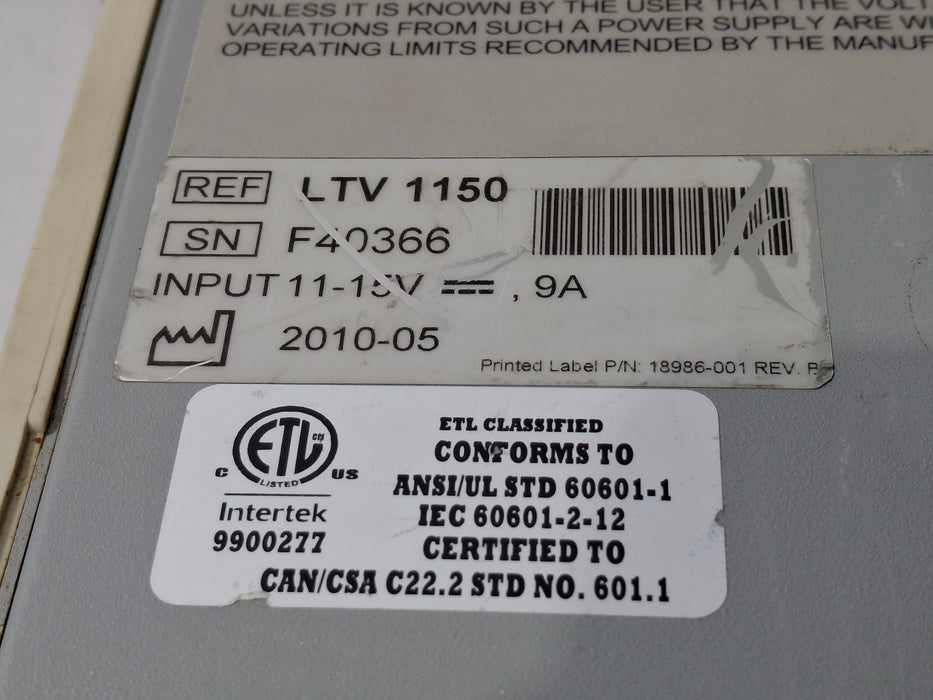 UNLESS IT IS KNOWN BY THE USER THAT THE
VARIATIONS FROM SUCH A POWER SUPPLY ARE
OPERATING LIMITS RECOMMENDED BY THE
REF LTV 1150
SN F40366
INPUT 11-15V , 9A
2010-05
Printed Label P/N: 18986-001 REV.
ETL CLASSIFIED
CONFORMS TO
ANSI/UL STD 60601-1
IEC 60601-2-12
CERTIFIED TO
CAN/CSA C22.2 STD NO. 601.1
C ETL CM US
LISTED
Intertek
9900277